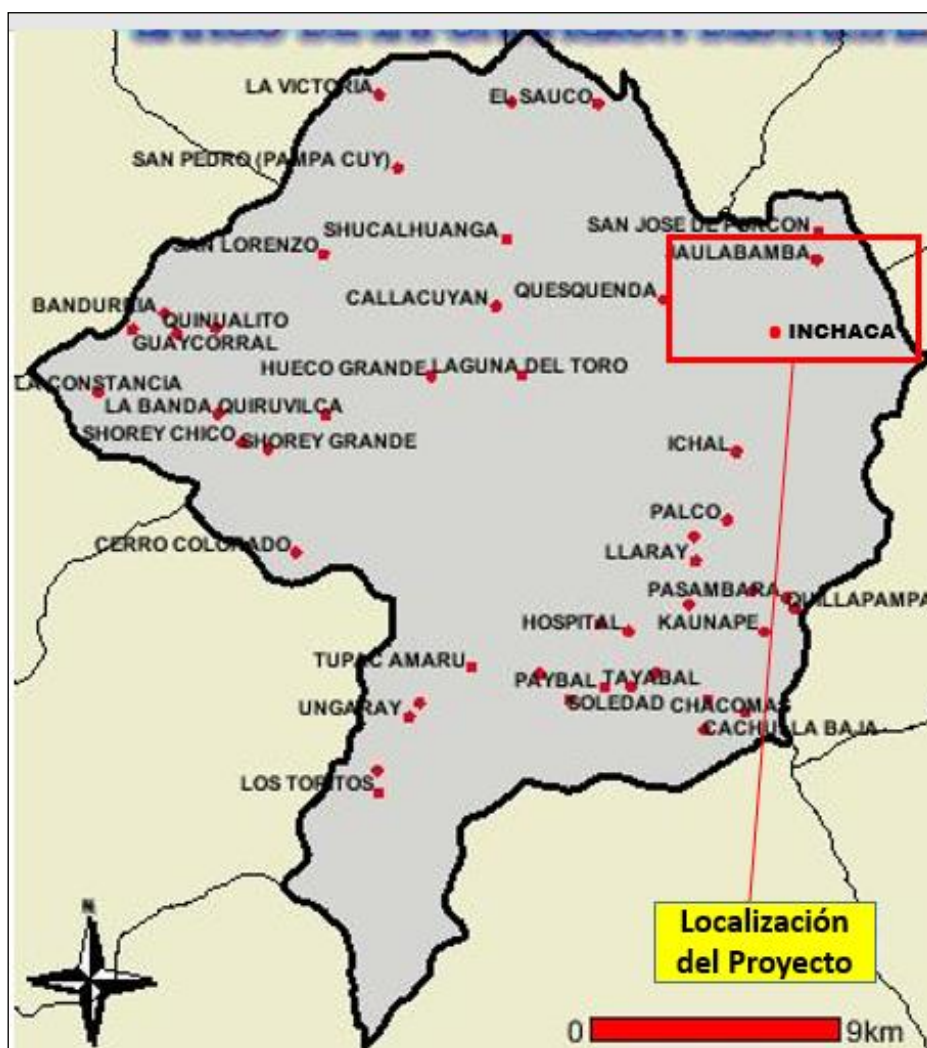 LA VICTORIA
EL SAUCO
SAN PEDRO (PAMPA CUY)
SAN JOSE DE PORCON
SHUCALHUANGA
SAN LORENZO
AULABAMBA
QUESQUENDA
CALLACUYAN
BANDURRIA
QUINUALITO
INCHACA
GUAYCORRAL
HUECO GRANDE
LAGUNA DEL TORO
LA CONSTANCIA
LA BANDA
QUIRUVILCA
SHOREY CHICO
SHOREY GRANDE
ICHAL
PALCO
CERRO COLORADO
LLARAY
PASAMBARA
QUILLAPAMPA
HOSPITAL
KAUNAPE
TUPAC AMARU
PAYBAL
TAYABAL
UNGARAY
SOLEDAD
CHACOMAS
LA BAJA
LOS TORITOS
N
Localización
del Proyecto
0
9km